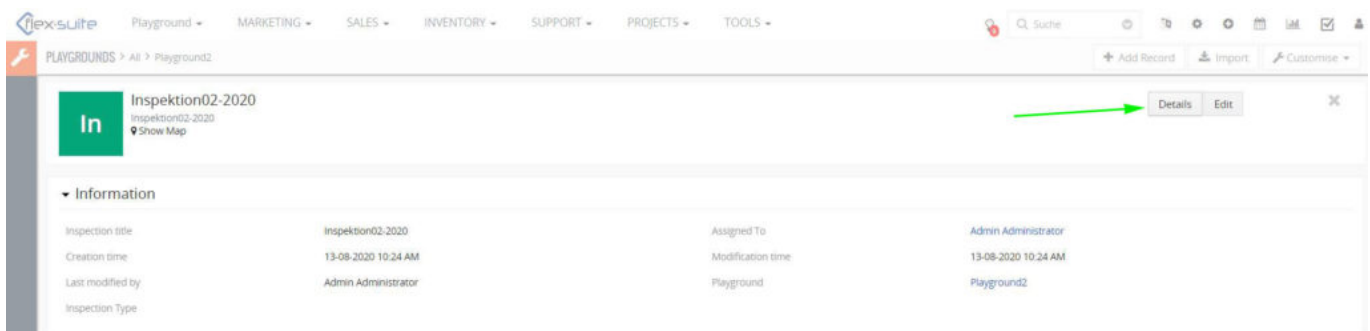 flex-suite Playground MARKETING SALES INVENTORY SUPPORT PROJECTS TOOLS Suche
PLAYGROUNDS > All > Playground2 Add Record Import Customise
In Inspektion02-2020 Details Edit
Inspektion02-2020
Show Map
Information
Inspection title Inspektion02-2020 Assigned To Admin Administrator
Creation time 13-08-2020 10:24 AM Modification time 13-08-2020 10:24 AM
Last modified by Admin Administrator Playground Playground2
Inspection Type